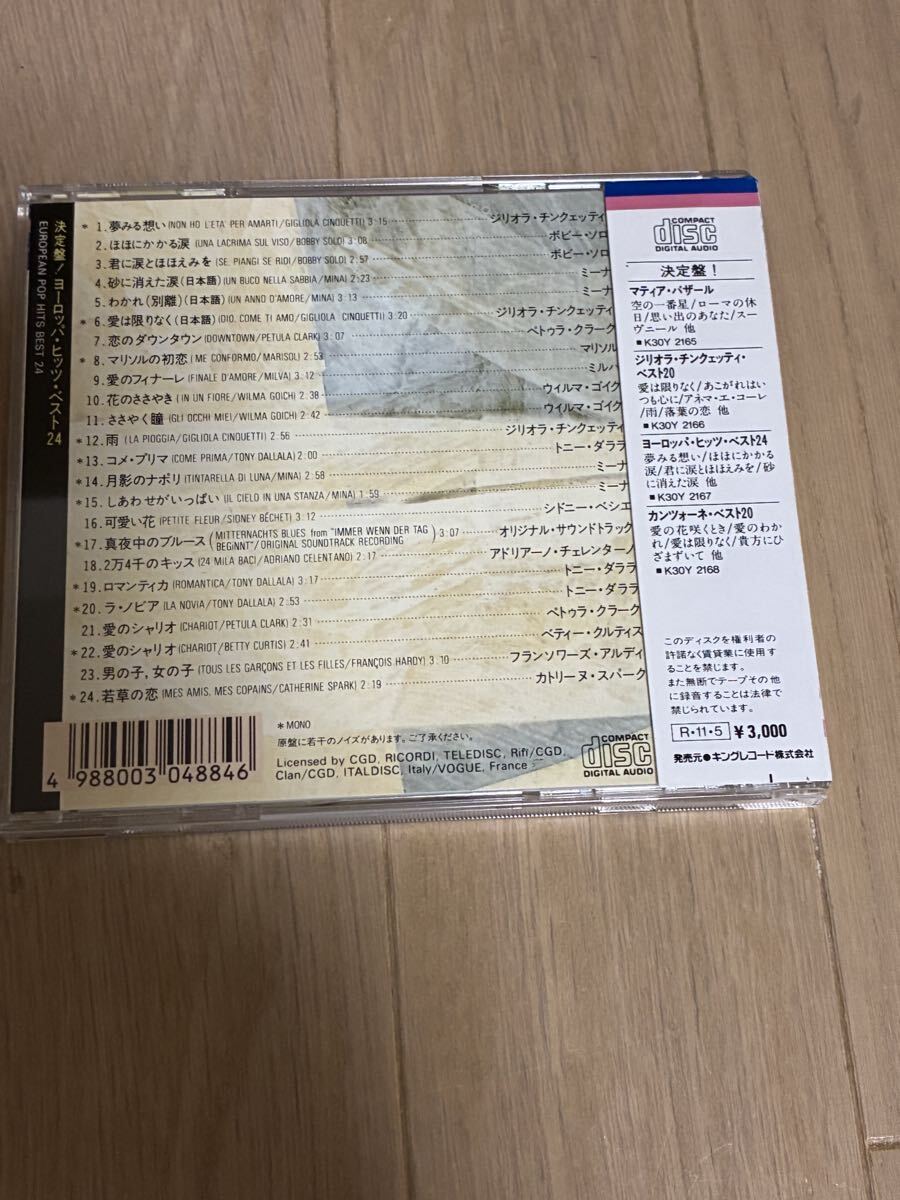 決定盤！ヨーロッパ・ヒッツ・ベスト24
EUROPEAN POP HITS BEST 24
* 1. 夢みる想い (NON HO L'ETA' PER AMARTI/GIGLIOLA CINQUETTI) 3:15 ジリオラ・チンクェッティ
2. ほほにかかる涙 (UNA LACRIMA SUL VISO/BOBBY SOLO) 3:08 ボビー・ソロ
3. 君に涙とほほえみを (SE PIANGI SE RIDI/BOBBY SOLO) 2:57 ボビー・ソロ
4. 砂に消えた涙(日本語) (UN BUCO NELLA SABBIA/MINA) 2:23 ミーナ
5. わかれ(別離)(日本語) (UN ANNO D'AMORE/MINA) 3:13 ミーナ
* 6. 愛は限りなく(日本語) (DIO, COME TI AMO/GIGLIOLA CINQUETTI) 3:20 ジリオラ・チンクェッティ
7. 恋のダウンタウン (DOWNTOWN/PETULA CLARK) 3:07 ペトゥラ・クラーク
* 8. マリソルの初恋 (ME CONFORMO/MARISOL) 2:53 マリソル
9. 愛のフィナーレ (FINALE D'AMORE/MILVA) 3:12 ミルバ
10. 花のささやき (IN UN FIORE/WILMA GOICH) 2:38 ウィルマ・ゴイク
11. ささやく瞳 (GLI OCCHI MIEI/WILMA GOICH) 2:42 ウィルマ・ゴイク
*12. 雨 (LA PIOGGIA/GIGLIOLA CINQUETTI) 2:56 ジリオラ・チンクェッティ
*13. コメ・プリマ (COME PRIMA/TONY DALLALA) 2:00 トニー・ダララ
*14. 月影のナポリ (TINTARELLA DI LUNA/MINA) 2:58 ミーナ
*15. しあわせがいっぱい (IL CIELO IN UNA STANZA/MINA) 1:59 ミーナ
16. 可愛い花 (PETITE FLEUR/SIDNEY BÉCHET) 3:12 シドニー・ベシエ
*17. 真夜中のブルース (MITTERNACHTS BLUES from "IMMER WENN DER TAG BEGINNT"/ORIGINAL SOUNDTRACK RECORDING) 3:07 オリジナル・サウンドトラック
18. 2万4千のキッス (24 MILA BACI/ADRIANO CELENTANO) 2:17 アドリアーノ・チェレンターノ
*19. ロマンティカ (ROMANTICA/TONY DALLALA) 3:17 トニー・ダララ
*20. ラ・ノビア (LA NOVIA/TONY DALLALA) 2:53 トニー・ダララ
21. 愛のシャリオ (CHARIOT/PETULA CLARK) 2:31 ペトゥラ・クラーク
*22. 愛のシャリオ (CHARIOT/BETTY CURTIS) 2:41 ベティー・クルティス
23. 男の子,女の子 (TOUS LES GARÇONS ET LES FILLES/FRANÇOIS HARDY) 3:10 フランソワーズ・アルディ
*24. 若草の恋 (MES AMIS, MES COPAINS/CATHERINE SPARK) 2:19 カトリーヌ・スパーク
*MONO
原盤に若干のノイズがあります。ご了承ください。
Licensed by CGD, RICORDI, TELEDISC, Rifi/CGD,
Clan/CGD, ITALDISC, Italy/VOGUE, France
COMPACT
disc
DIGITAL AUDIO
4 988003 048846
COMPACT
disc
DIGITAL AUDIO
決定盤！
マティア・バザール
空の一番星/ローマの休
日/思い出のあなた/スー
ヴニール 他
■K30Y 2165
ジリオラ・チンクェッティ・
ベスト20
愛は限りなく/あこがれはい
つも心に/アネマ・エ・コーレ
/雨/落葉の恋 他
■K30Y 2166
ヨーロッパ・ヒッツ・ベスト24
夢みる想い/ほほにかかる
涙/君に涙とほほえみを/砂
に消えた涙 他
■K30Y 2167
カンツォーネ・ベスト20
愛の花咲くとき/愛のわか
れ/愛は限りなく/貴方にひ
ざまずいて 他
■K30Y 2168
このディスクを権利者の
許諾なく賃貸業に使用す
ることを禁じます。
また無断でテープその他
に録音することは法律で
禁じられています。
R・11・5 ¥3,000
発売元●キングレコード株式会社